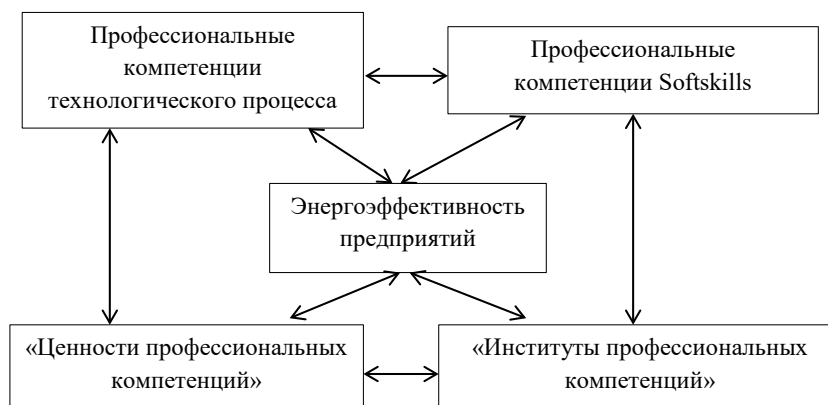 Профессиональные
компетенции
технологического процесса
Профессиональные
компетенции Softskills
Энергоэффективность
предприятий
«Ценности профессиональных
компетенций»
«Институты профессиональных
компетенций»